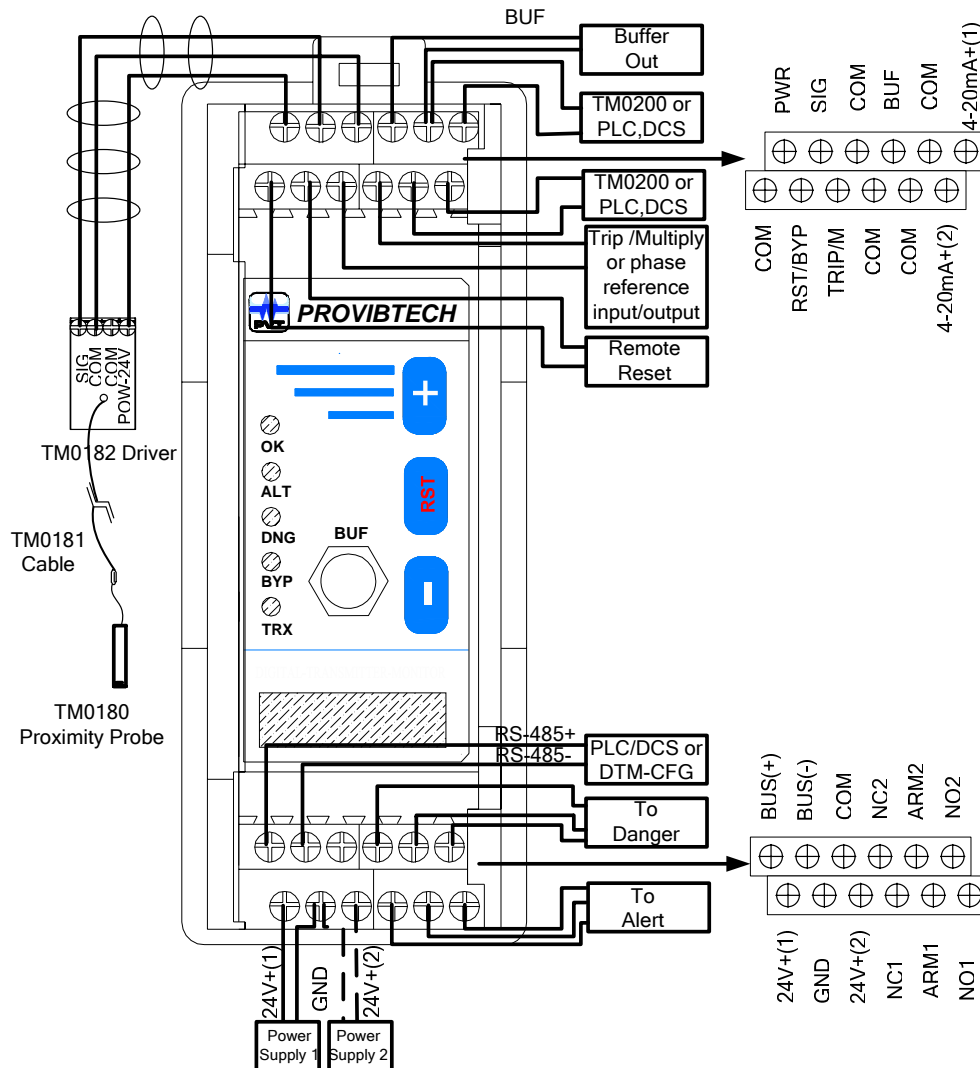 BUF
Buffer
Out
TM0200 or
PLC,DCS
TM0200 or
PLC,DCS
Trip /Multiply
or phase
reference
input/output
Remote
Reset
PWR
SIG
COM
BUF
COM
4-20mA+(1)
COM
RST/BYP
TRIP/M
COM
COM
4-20mA+(2)
SIG
COM
COM
POW-24V
TM0182 Driver
TM0181
Cable
TM0180
Proximity Probe
PVT
PROVIBTECH
+
RST
-
OK
ALT
DNG
BYP
TRX
BUF
RS-485+
RS-485-
PLC/DCS or
DTM-CFG
To
Danger
To
Alert
BUS(+)
BUS(-)
COM
NC2
ARM2
NO2
24V+(1)
GND
24V+(2)
NC1
ARM1
NO1
24V+(1)
GND
24V+(2)
Power
Supply 1
Power
Supply 2